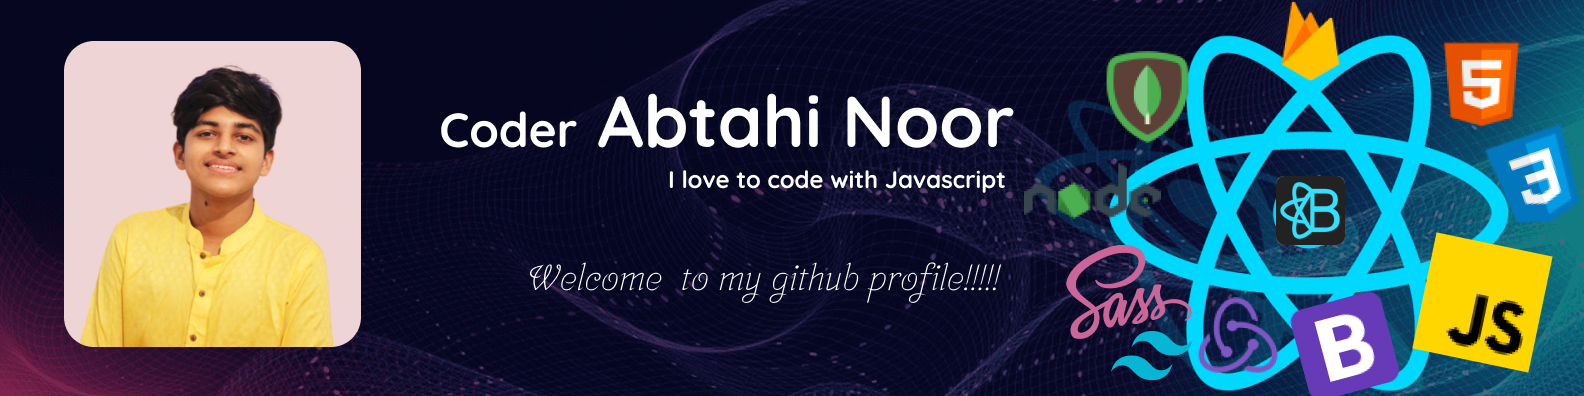 Coder Abtahi Noor
I love to code with Javascript
Welcome to my github profile!!!!!
node
Sass
5
3
B
B
JS